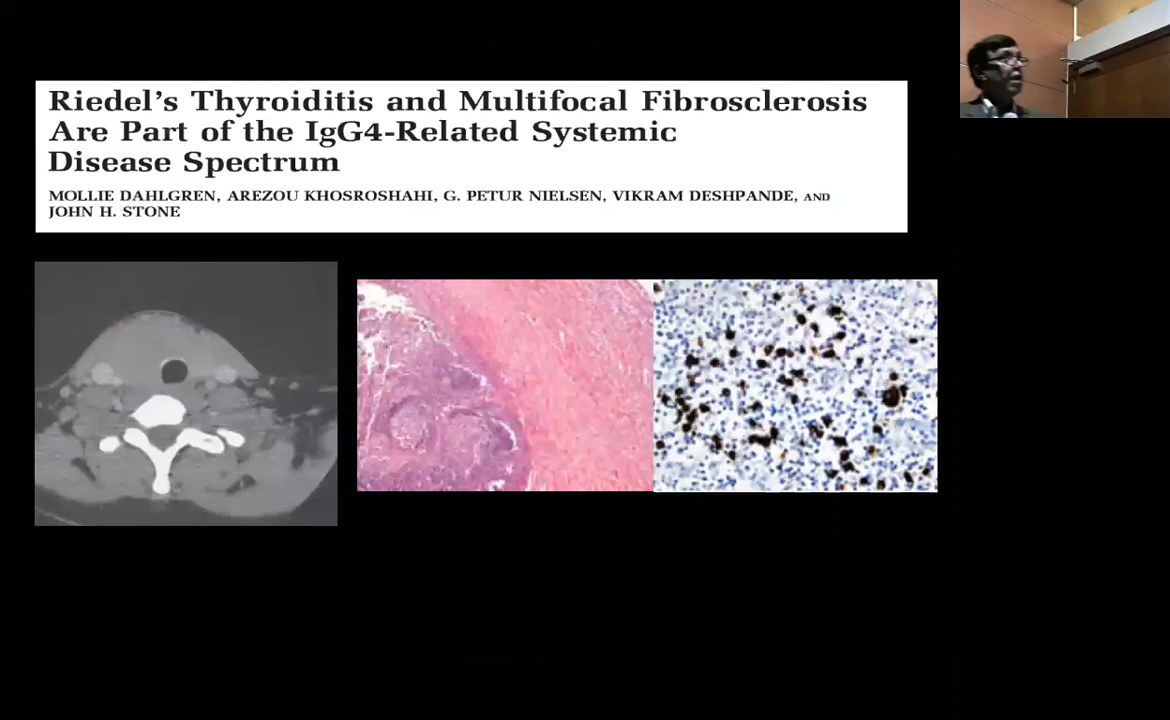 Riedel's Thyroiditis and Multifocal Fibrosclerosis
Are Part of the IgG4-Related Systemic
Disease Spectrum
MOLLIE DAHLGREN, AREZOU KHOSROSHAHI, G. PETUR NIELSEN, VIKRAM DESHPANDE, AND
JOHN H. STONE